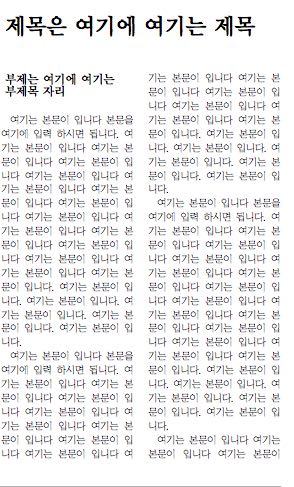 제목은 여기에 여기는 제목
부제는 여기에 여기는
부제목 자리
여기는 본문이 입니다 본문을
여기에 입력 하시면 됩니다. 여
기는 본문이 입니다 여기는 본
문이 입니다 여기는 본문이 입
니다 여기는 본문이 입니다 여
기는 본문이 입니다 여기는 본
문이 입니다 여기는 본문이 입
니다 여기는 본문이 입니다 여
기는 본문이 입니다 여기는 본
문이 입니다 여기는 본문이 입
니다 여기는 본문이 입니다 여
기는 본문이 입니다 여기는 본
문이 입니다. 여기는 본문이 입
니다. 여기는 본문이 입니다. 여
기는 본문이 입니다. 여기는 본
문이 입니다. 여기는 본문이 입
니다.
여기는 본문이 입니다 본문을
여기에 입력 하시면 됩니다. 여
기는 본문이 입니다 여기는 본
문이 입니다 여기는 본문이 입
니다 여기는 본문이 입니다 여
기는 본문이 입니다 여기는 본
문이 입니다 여기는 본문이 입
니다 여기는 본문이 입니다 여
기는 본문이 입니다 여기는 본
문이 입니다 여기는 본문이 입
니다 여기는 본문이 입니다 여
기는 본문이 입니다 여기는 본
문이 입니다. 여기는 본문이 입
니다. 여기는 본문이 입니다. 여
기는 본문이 입니다. 여기는 본
문이 입니다. 여기는 본문이 입
니다.
여기는 본문이 입니다 본문을
여기에 입력 하시면 됩니다. 여
기는 본문이 입니다 여기는 본
문이 입니다 여기는 본문이 입
니다 여기는 본문이 입니다 여
기는 본문이 입니다 여기는 본
문이 입니다 여기는 본문이 입
니다 여기는 본문이 입니다 여
기는 본문이 입니다 여기는 본
문이 입니다 여기는 본문이 입
니다 여기는 본문이 입니다 여
기는 본문이 입니다 여기는 본
문이 입니다. 여기는 본문이 입
니다. 여기는 본문이 입니다. 여
기는 본문이 입니다. 여기는 본
문이 입니다. 여기는 본문이 입
니다.
여기는 본문이 입니다 여기는
본문이 입니다 여기는 본문이